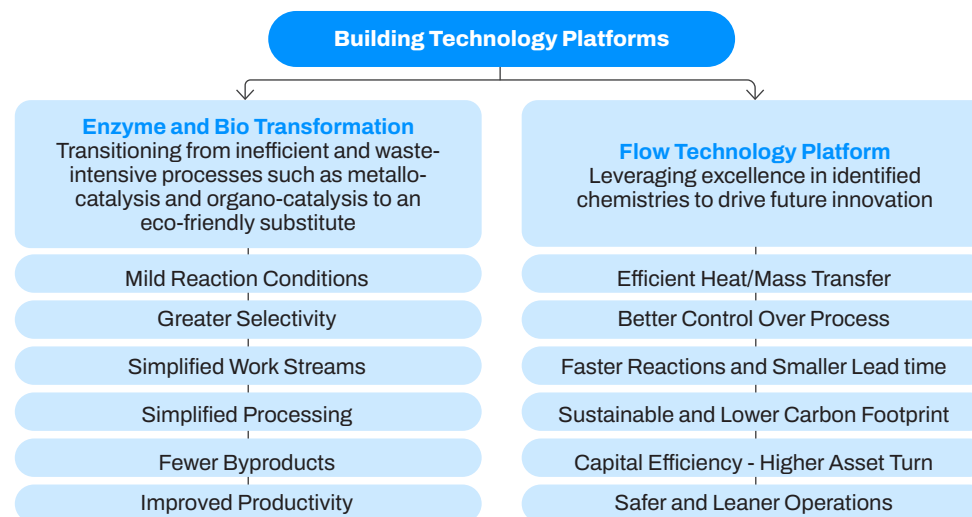 Building Technology Platforms
Enzyme and Bio Transformation
Transitioning from inefficient and waste-
intensive processes such as metallo-
catalysis and organo-catalysis to an
eco-friendly substitute
Mild Reaction Conditions
Greater Selectivity
Simplified Work Streams
Simplified Processing
Fewer Byproducts
Improved Productivity
Flow Technology Platform
Leveraging excellence in identified
chemistries to drive future innovation
Efficient Heat/Mass Transfer
Better Control Over Process
Faster Reactions and Smaller Lead time
Sustainable and Lower Carbon Footprint
Capital Efficiency - Higher Asset Turn
Safer and Leaner Operations